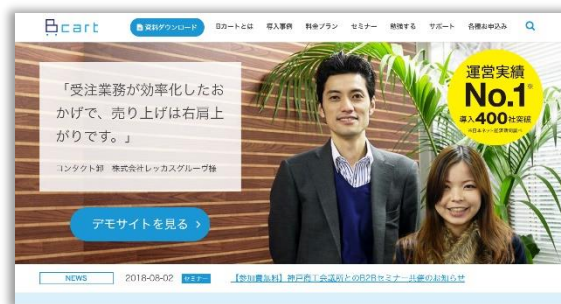 Bcart
資料ダウンロード Bカートとは 導入事例 料金プラン セミナー 勉強する サポート 各種お申込み
「受注業務が効率化したお
かげで、売り上げは右肩上
がりです。」
コンタクト卸 株式会社レッカスグルーヴ様
デモサイトを見る
運営実績
No.1※
導入400社突破
NEWS 2018-08-02 セミナー 【参加費無料】神戸商工会議所とのB2Bセミナー共催のお知らせ